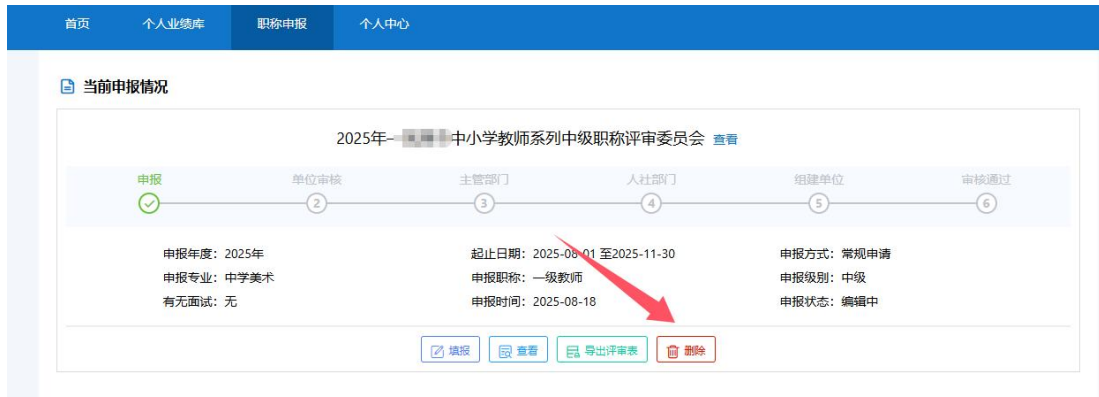 首页 个人业绩库 职称申报 个人中心
当前申报情况
2025年- 中小学教师系列中级职称评审委员会 查看
申报 单位审核 主管部门 人社部门 组建单位 审核通过
2 3 4 5 6
申报年度：2025年 起止日期：2025-08-01 至2025-11-30 申报方式：常规申请
申报专业：中学美术 申报职称：一级教师 申报级别：中级
有无面试：无 申报时间：2025-08-18 申报状态：编辑中
填报 查看 导出评审表 删除